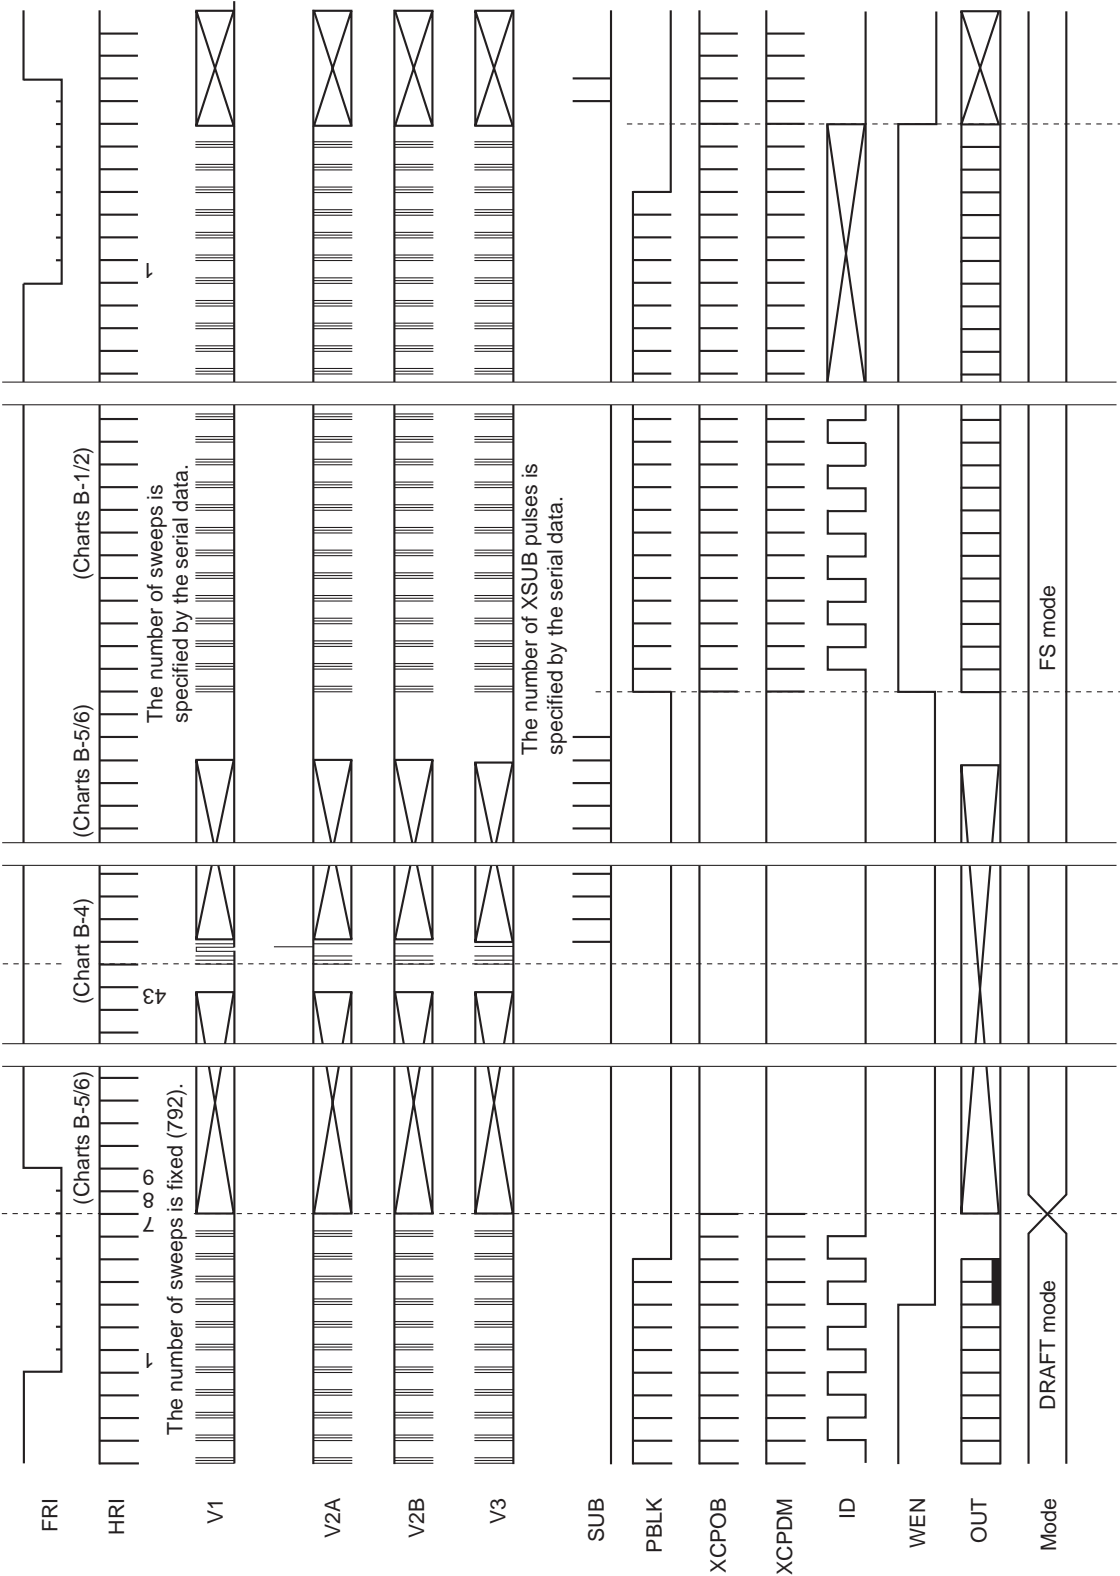 FRI
HRI
V1
V2A
V2B
V3
SUB
PBLK
XCPOB
XCPDM
ID
WEN
OUT
Mode
(Charts B-5/6)
(Chart B-4)
(Charts B-5/6)
(Charts B-1/2)
1
7
8
9
43
1
The number of sweeps is fixed (792).
The number of sweeps is
specified by the serial data.
The number of XSUB pulses is
specified by the serial data.
DRAFT mode
FS mode